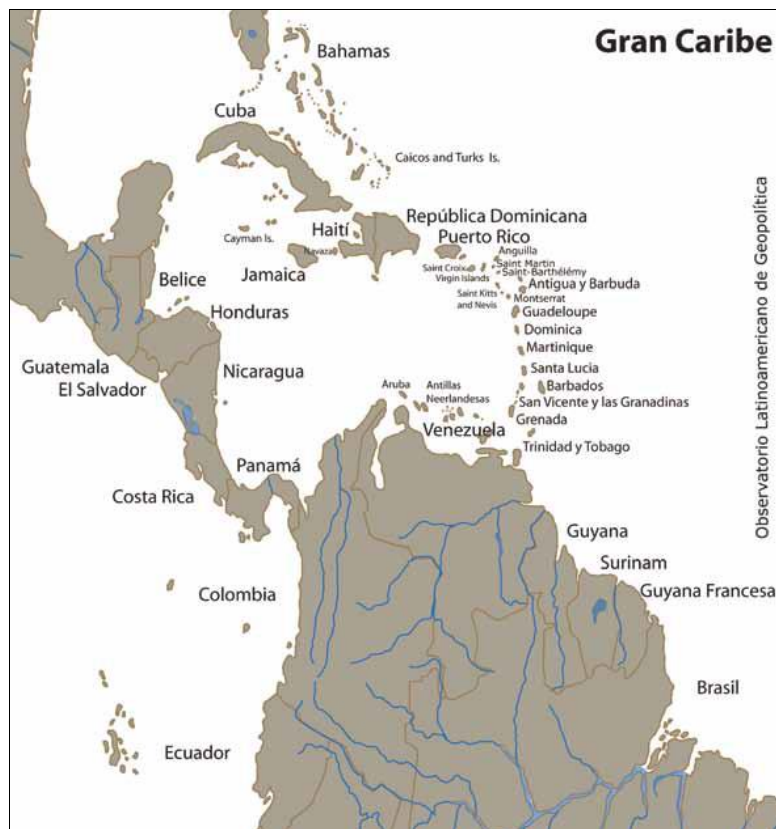 Gran Caribe
Bahamas
Cuba
Caicos and Turks Is.
República Dominicana
Haití
Puerto Rico
Cayman Is.
Navaza
Anguilla
Jamaica
Saint Croix
Saint Martin
Virgin Islands
Saint-Barthélémy
Belice
Antigua y Barbuda
Saint Kitts
and Nevis
Montserrat
Honduras
Guadeloupe
Dominica
Martinique
Guatemala
Nicaragua
Santa Lucia
El Salvador
Aruba
Antillas
Neerlandesas
Barbados
San Vicente y las Granadinas
Grenada
Venezuela
Trinidad y Tobago
Panamá
Costa Rica
Guyana
Surinam
Guyana Francesa
Colombia
Brasil
Ecuador
Observatorio Latinoamericano de Geopolítica